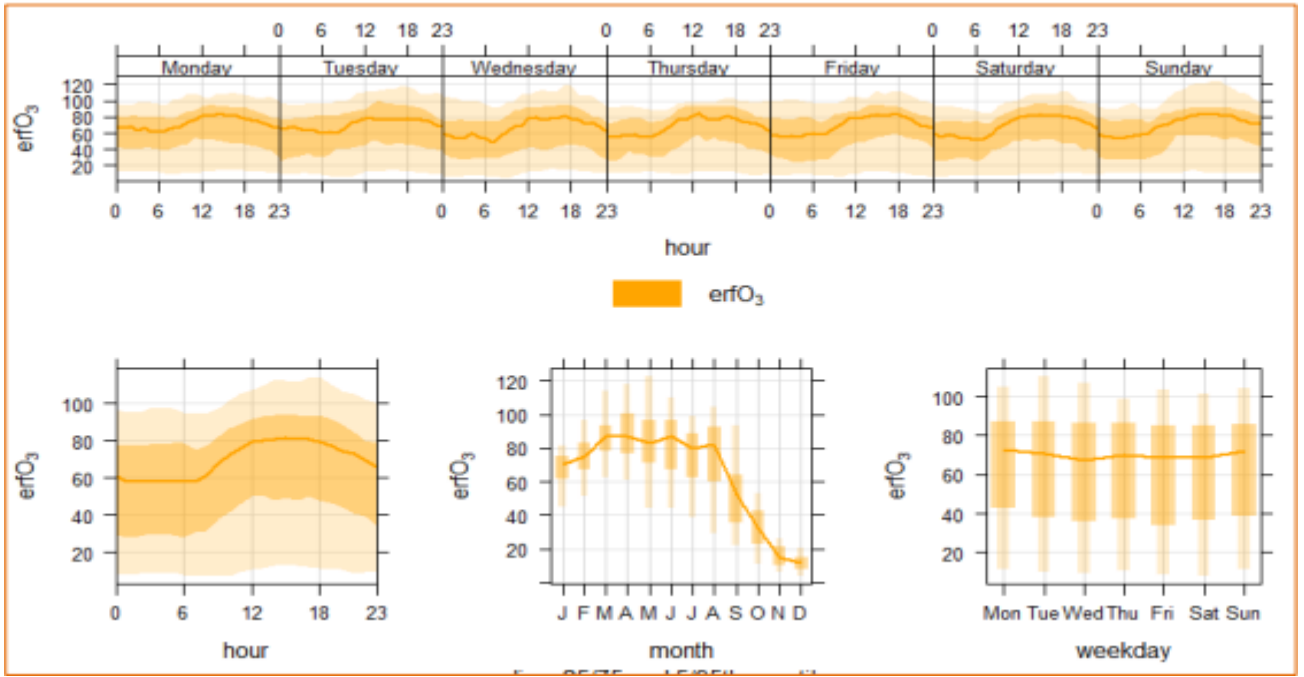 0 6 12 18 23 0 6 12 18 23 0 6 12 18 23
Monday Tuesday Wednesday Thursday Friday Saturday Sunday
120
100
80
60
40
20
erfO₃
0 6 12 18 23 0 6 12 18 23 0 6 12 18 23 0 6 12 18 23
hour
erfO₃
100
80
60
40
20
erfO₃
0 6 12 18 23
hour
120
100
80
60
40
20
erfO₃
J F M A M J J A S O N D
month
100
80
60
40
20
erfO₃
Mon Tue Wed Thu Fri Sat Sun
weekday